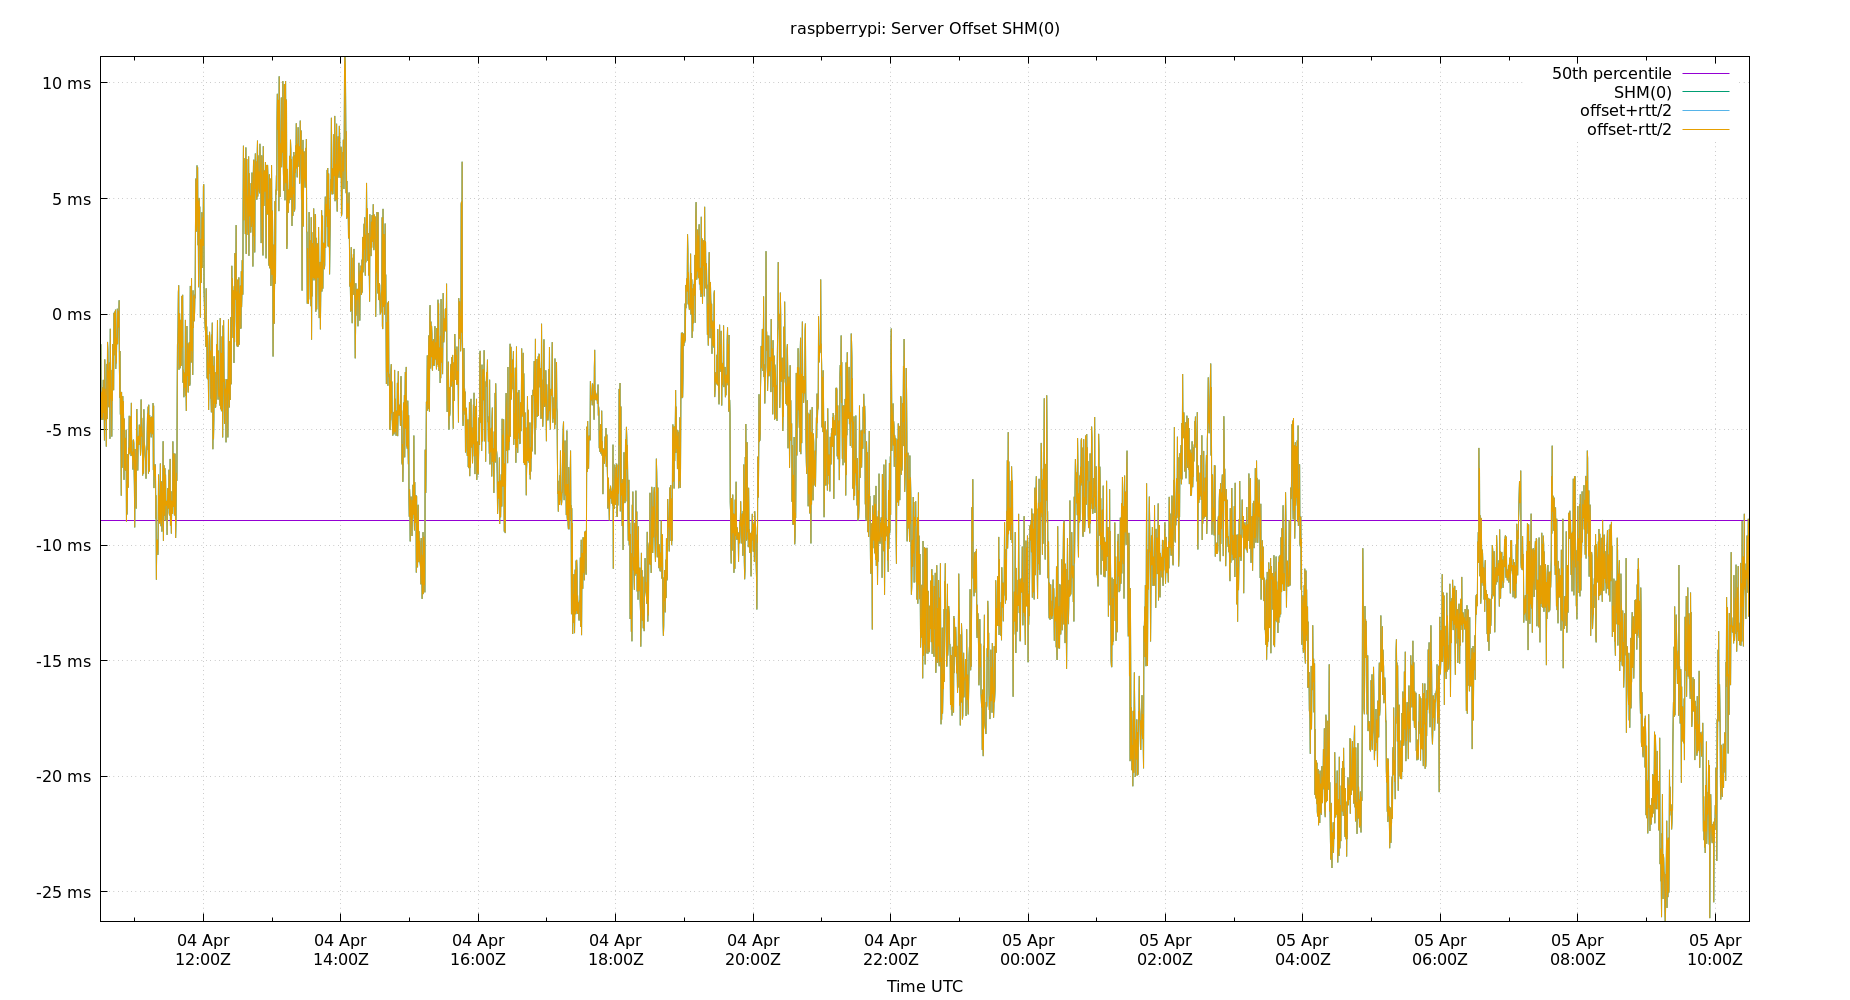 raspberrypi: Server Offset SHM(0)
50th percentile
SHM(0)
offset+rtt/2
offset-rtt/2
10 ms
5 ms
0 ms
-5 ms
-10 ms
-15 ms
-20 ms
-25 ms
04 Apr 04 Apr 04 Apr 04 Apr 04 Apr 04 Apr 05 Apr 05 Apr 05 Apr 05 Apr 05 Apr 05 Apr
12:00Z 14:00Z 16:00Z 18:00Z 20:00Z 22:00Z 00:00Z 02:00Z 04:00Z 06:00Z 08:00Z 10:00Z
Time UTC